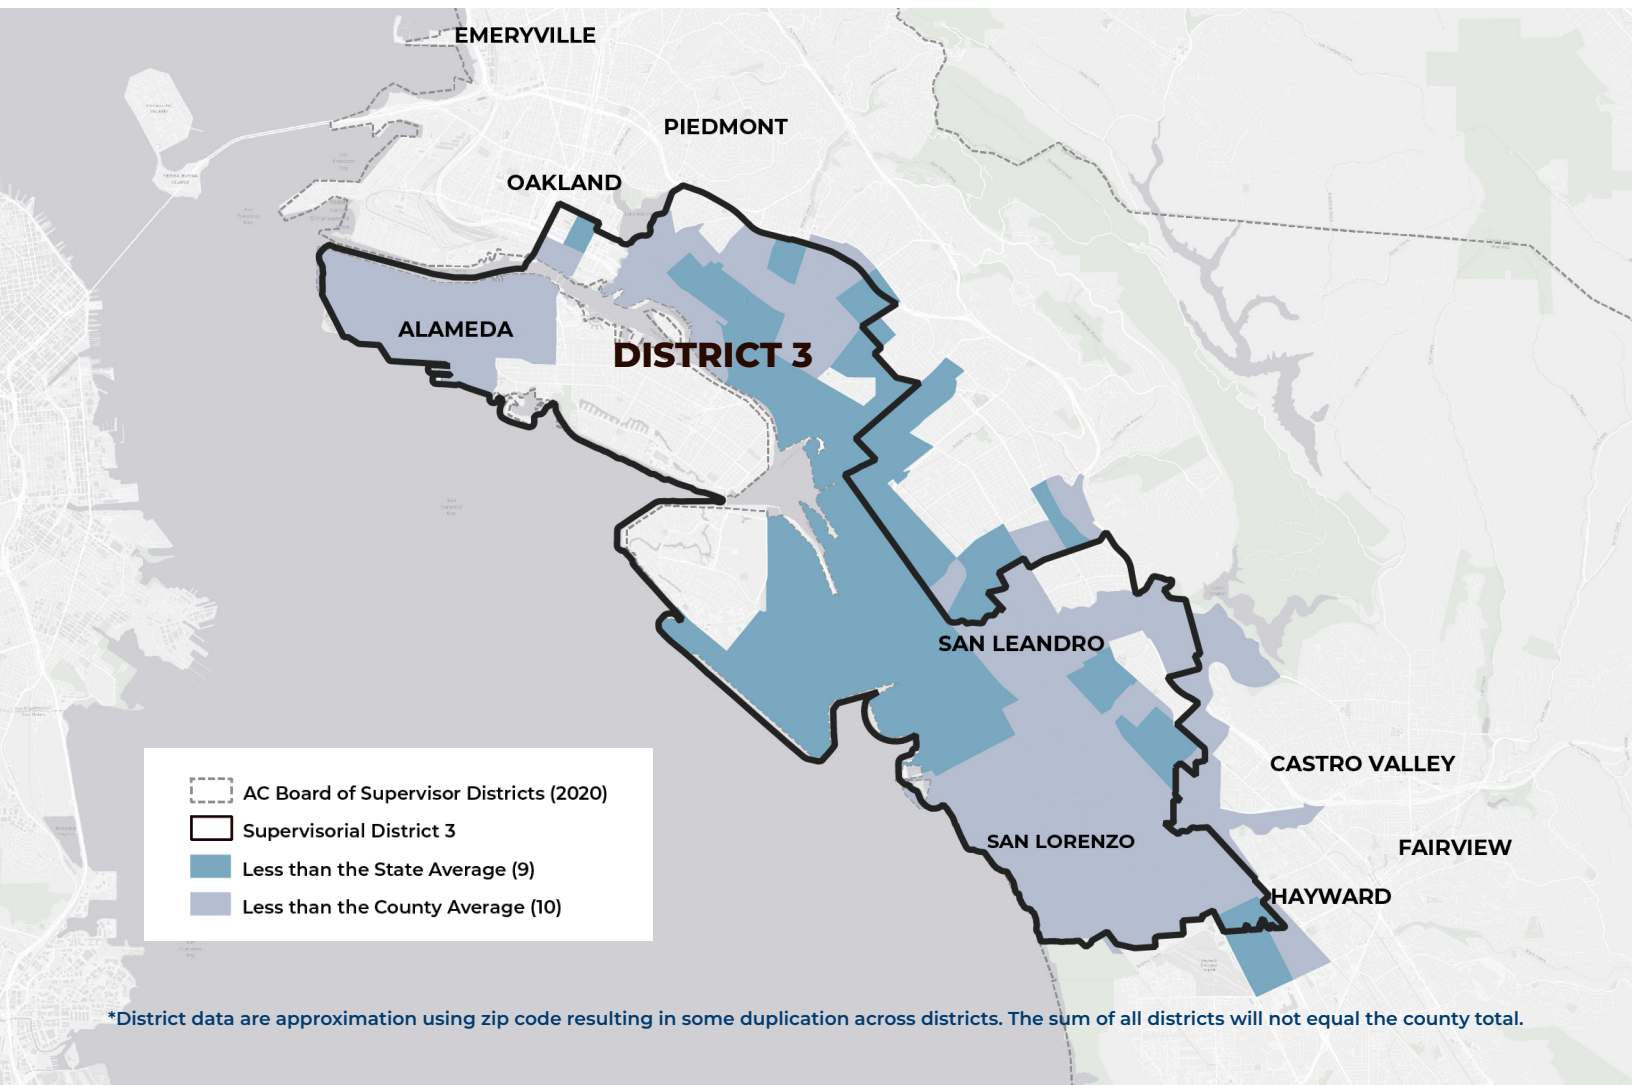 EMERYVILLE
PIEDMONT
OAKLAND
ALAMEDA
DISTRICT 3
SAN LEANDRO
CASTRO VALLEY
SAN LORENZO
FAIRVIEW
HAYWARD
AC Board of Supervisor Districts (2020)
Supervisorial District 3
Less than the State Average (9)
Less than the County Average (10)
*District data are approximation using zip code resulting in some duplication across districts. The sum of all districts will not equal the county total.